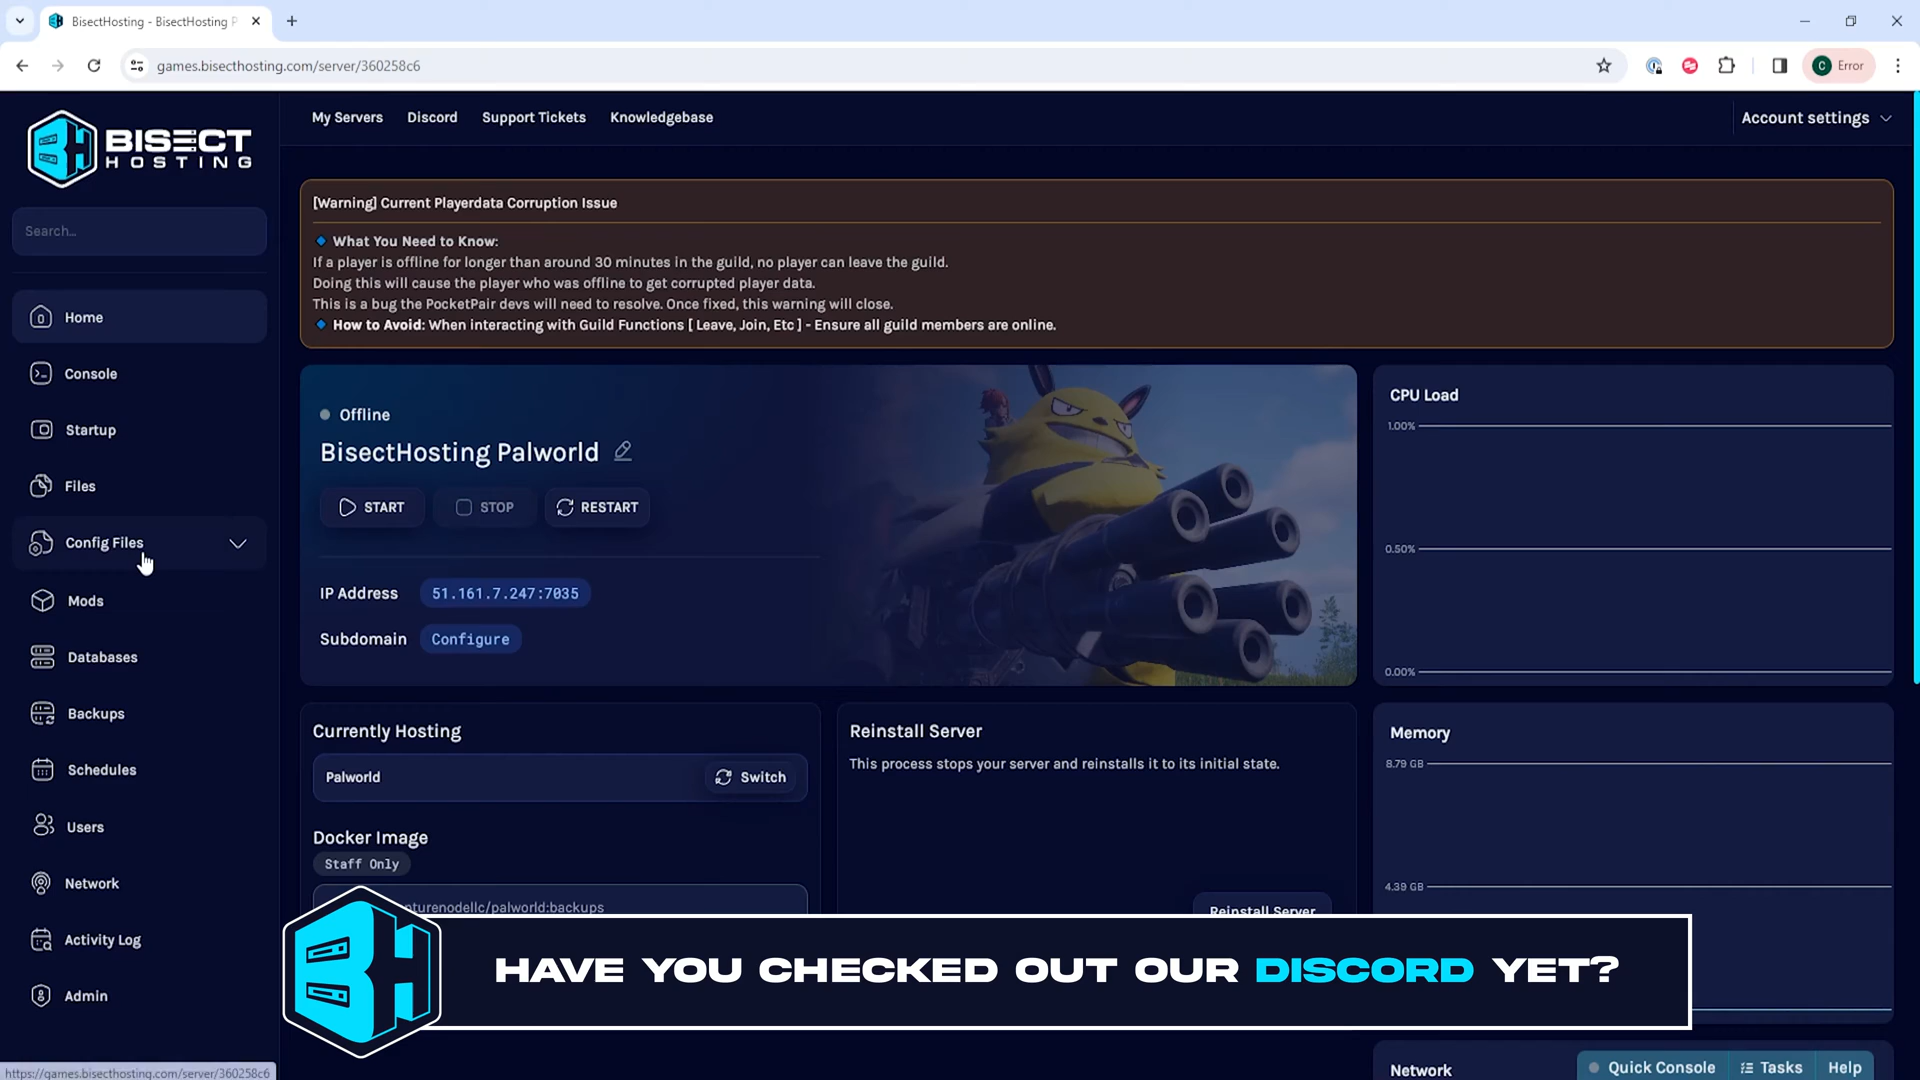 BisectHosting - BisectHosting P
games.bisecthosting.com/server/360258c6
C Error
BISECT
HOSTING
My Servers Discord Support Tickets Knowledgebase
Account settings
Search...
Home
Console
Startup
Files
Config Files
Mods
Databases
Backups
Schedules
Users
Network
Activity Log
Admin
[Warning] Current Playerdata Corruption Issue
What You Need to Know:
If a player is offline for longer than around 30 minutes in the guild, no player can leave the guild.
Doing this will cause the player who was offline to get corrupted player data.
This is a bug the PocketPair devs will need to resolve. Once fixed, this warning will close.
How to Avoid: When interacting with Guild Functions [ Leave, Join, Etc ] - Ensure all guild members are online.
Offline
BisectHosting Palworld
START STOP RESTART
IP Address 51.161.7.247:7035
Subdomain Configure
CPU Load
1.00%
0.50%
0.00%
Currently Hosting
Palworld Switch
Docker Image
Staff Only
turenodellc/palworld:backups
Reinstall Server
This process stops your server and reinstalls it to its initial state.
Reinstall Server
Memory
8.79 GB
4.39 GB
HAVE YOU CHECKED OUT OUR DISCORD YET?
Network
Quick Console Tasks Help
https://games.bisecthosting.com/server/360258c6